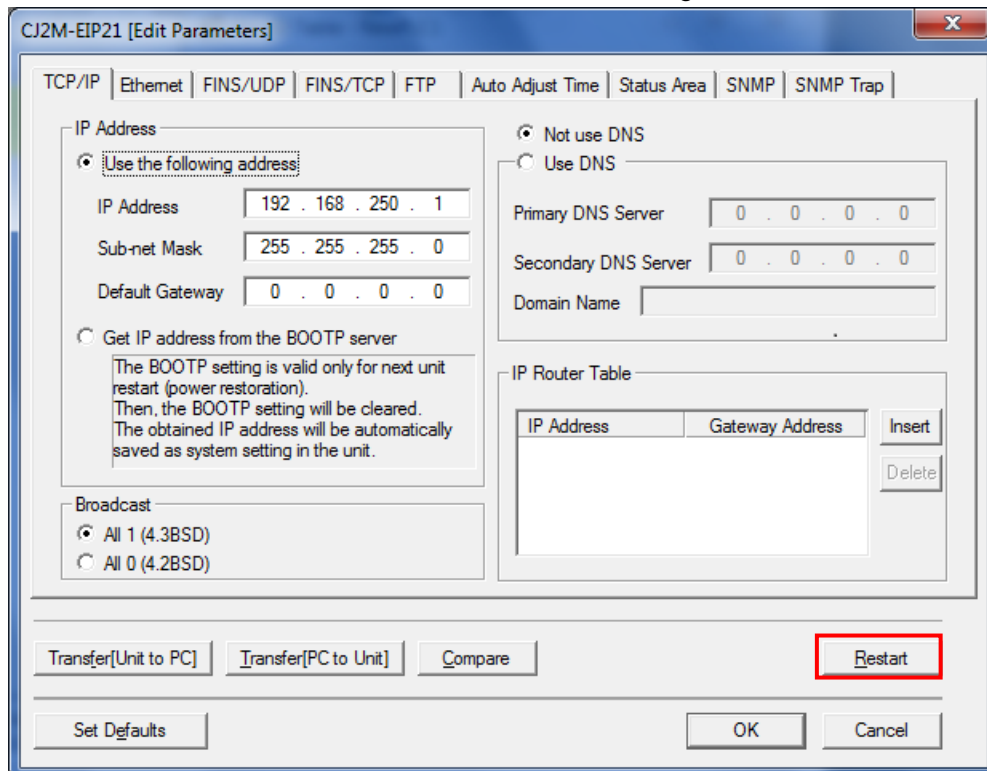 CJ2M-EIP21 [Edit Parameters]
TCP/IP Ethernet FINS/UDP FINS/TCP FTP Auto Adjust Time Status Area SNMP SNMP Trap
IP Address
Use the following address
IP Address 192 . 168 . 250 . 1
Sub-net Mask 255 . 255 . 255 . 0
Default Gateway 0 . 0 . 0 . 0
Get IP address from the BOOTP server
The BOOTP setting is valid only for next unit
restart (power restoration).
Then, the BOOTP setting will be cleared.
The obtained IP address will be automatically
saved as system setting in the unit.
Broadcast
All 1 (4.3BSD)
All 0 (4.2BSD)
Not use DNS
Use DNS
Primary DNS Server 0 . 0 . 0 . 0
Secondary DNS Server 0 . 0 . 0 . 0
Domain Name
IP Router Table
IP Address Gateway Address Insert
Delete
Transfer[Unit to PC] Transfer[PC to Unit] Compare Restart
Set Defaults OK Cancel